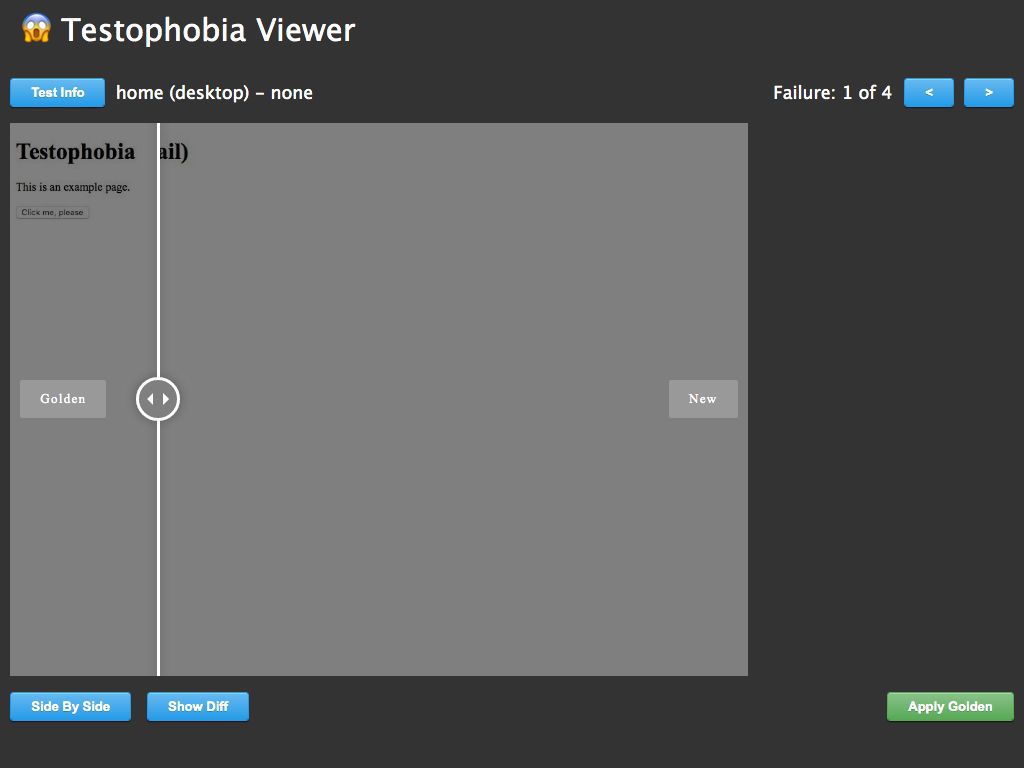 Testophobia Viewer
Test Info home (desktop) – none Failure: 1 of 4 < >
Testophobia ail)
This is an example page.
Click me, please
Golden New
Side By Side Show Diff Apply Golden